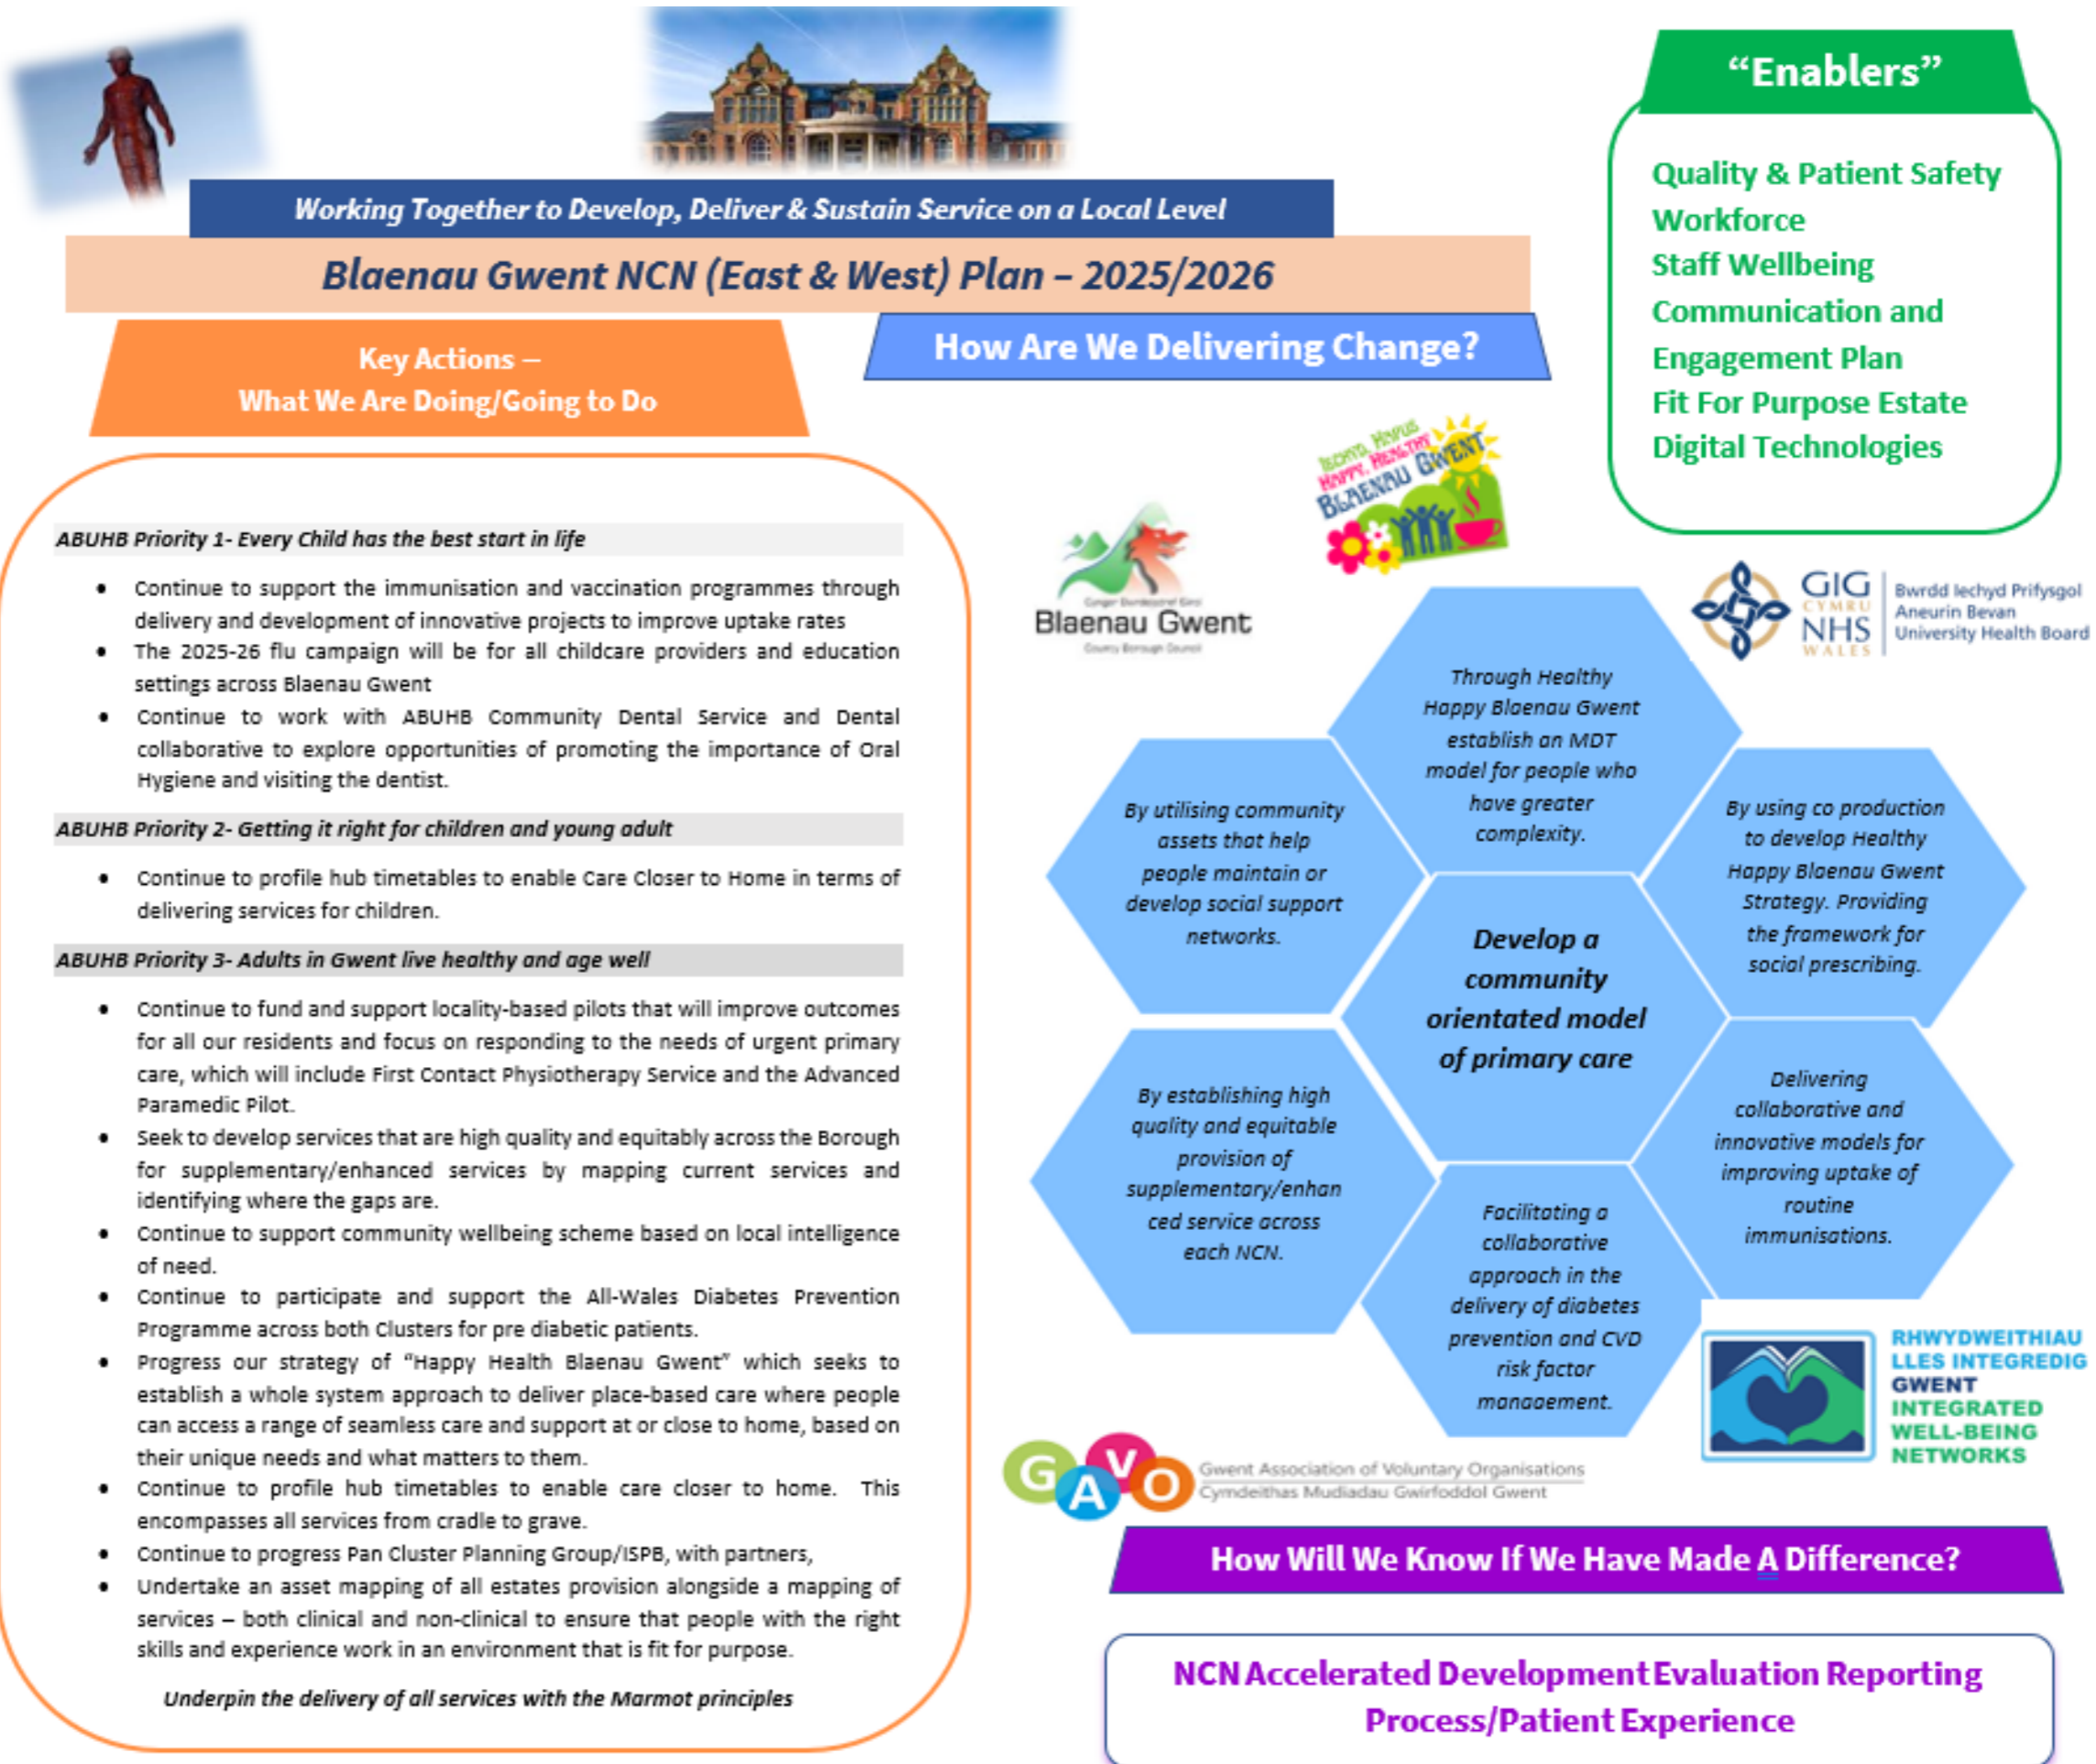 Working Together to Develop, Deliver & Sustain Service on a Local Level
Blaenau Gwent NCN (East & West) Plan – 2025/2026
Key Actions –
What We Are Doing/Going to Do
ABUHB Priority 1- Every Child has the best start in life
• Continue to support the immunisation and vaccination programmes through
delivery and development of innovative projects to improve uptake rates
• The 2025-26 flu campaign will be for all childcare providers and education
settings across Blaenau Gwent
• Continue to work with ABUHB Community Dental Service and Dental
collaborative to explore opportunities of promoting the importance of Oral
Hygiene and visiting the dentist.
ABUHB Priority 2- Getting it right for children and young adult
• Continue to profile hub timetables to enable Care Closer to Home in terms of
delivering services for children.
ABUHB Priority 3- Adults in Gwent live healthy and age well
• Continue to fund and support locality-based pilots that will improve outcomes
for all our residents and focus on responding to the needs of urgent primary
care, which will include First Contact Physiotherapy Service and the Advanced
Paramedic Pilot.
• Seek to develop services that are high quality and equitably across the Borough
for supplementary/enhanced services by mapping current services and
identifying where the gaps are.
• Continue to support community wellbeing scheme based on local intelligence
of need.
• Continue to participate and support the All-Wales Diabetes Prevention
Programme across both Clusters for pre diabetic patients.
• Progress our strategy of “Happy Health Blaenau Gwent” which seeks to
establish a whole system approach to deliver place-based care where people
can access a range of seamless care and support at or close to home, based on
their unique needs and what matters to them.
• Continue to profile hub timetables to enable care closer to home. This
encompasses all services from cradle to grave.
• Continue to progress Pan Cluster Planning Group/ISPB, with partners,
• Undertake an asset mapping of all estates provision alongside a mapping of
services – both clinical and non-clinical to ensure that people with the right
skills and experience work in an environment that is fit for purpose.
Underpin the delivery of all services with the Marmot principles
How Are We Delivering Change?
IECHYD, HAPUS
HAPPY, HEALTHY
BLAENAU GWENT
Blaenau Gwent
County Borough Council
Through Healthy
Happy Blaenau Gwent
establish an MDT
model for people who
have greater
complexity.
By utilising community
assets that help
people maintain or
develop social support
networks.
By using co production
to develop Healthy
Happy Blaenau Gwent
Strategy. Providing
the framework for
social prescribing.
Develop a
community
orientated model
of primary care
By establishing high
quality and equitable
provision of
supplementary/enhan
ced service across
each NCN.
Delivering
collaborative and
innovative models for
improving uptake of
routine
immunisations.
Facilitating a
collaborative
approach in the
delivery of diabetes
prevention and CVD
risk factor
management.
“Enablers”
Quality & Patient Safety
Workforce
Staff Wellbeing
Communication and
Engagement Plan
Fit For Purpose Estate
Digital Technologies
GIG
CYMRU
NHS
WALES
Bwrdd Iechyd Prifysgol
Aneurin Bevan
University Health Board
RHWYDWEITHIAU
LLES INTEGREDIG
GWENT
INTEGRATED
WELL-BEING
NETWORKS
GAVO
Gwent Association of Voluntary Organisations
Cymdeithas Mudiadau Gwirfoddol Gwent
How Will We Know If We Have Made A Difference?
NCN Accelerated Development Evaluation Reporting
Process/Patient Experience